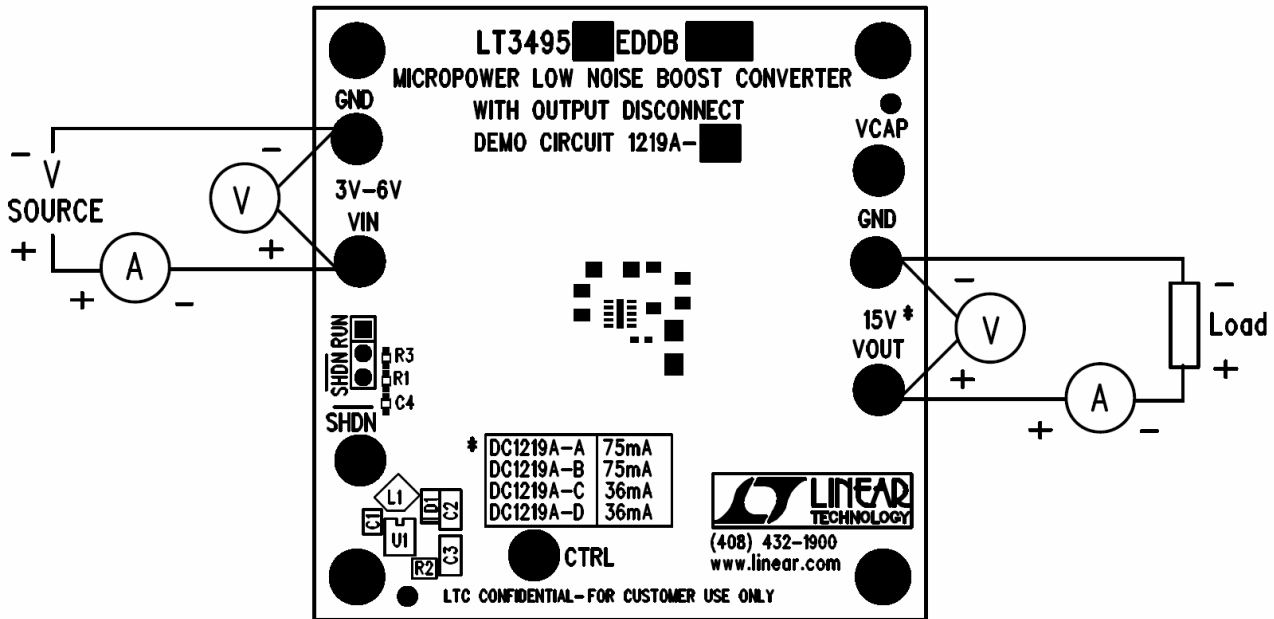 LT3495 EDDB
MICROPOWER LOW NOISE BOOST CONVERTER
WITH OUTPUT DISCONNECT
DEMO CIRCUIT 1219A-
GND
VCAP
- V
SOURCE
+
V
-
+
3V-6V
VIN
A
+ -
GND
15V *
VOUT
V
-
+
-
Load
+
A
+ -
SHDN RUN
R3
R1
C4
SHDN
* DC1219A-A 75mA
DC1219A-B 75mA
DC1219A-C 36mA
DC1219A-D 36mA
L1
D1
C2
C1
U1
R2
C3
CTRL
LINEAR
TECHNOLOGY
(408) 432-1900
www.linear.com
LTC CONFIDENTIAL-FOR CUSTOMER USE ONLY